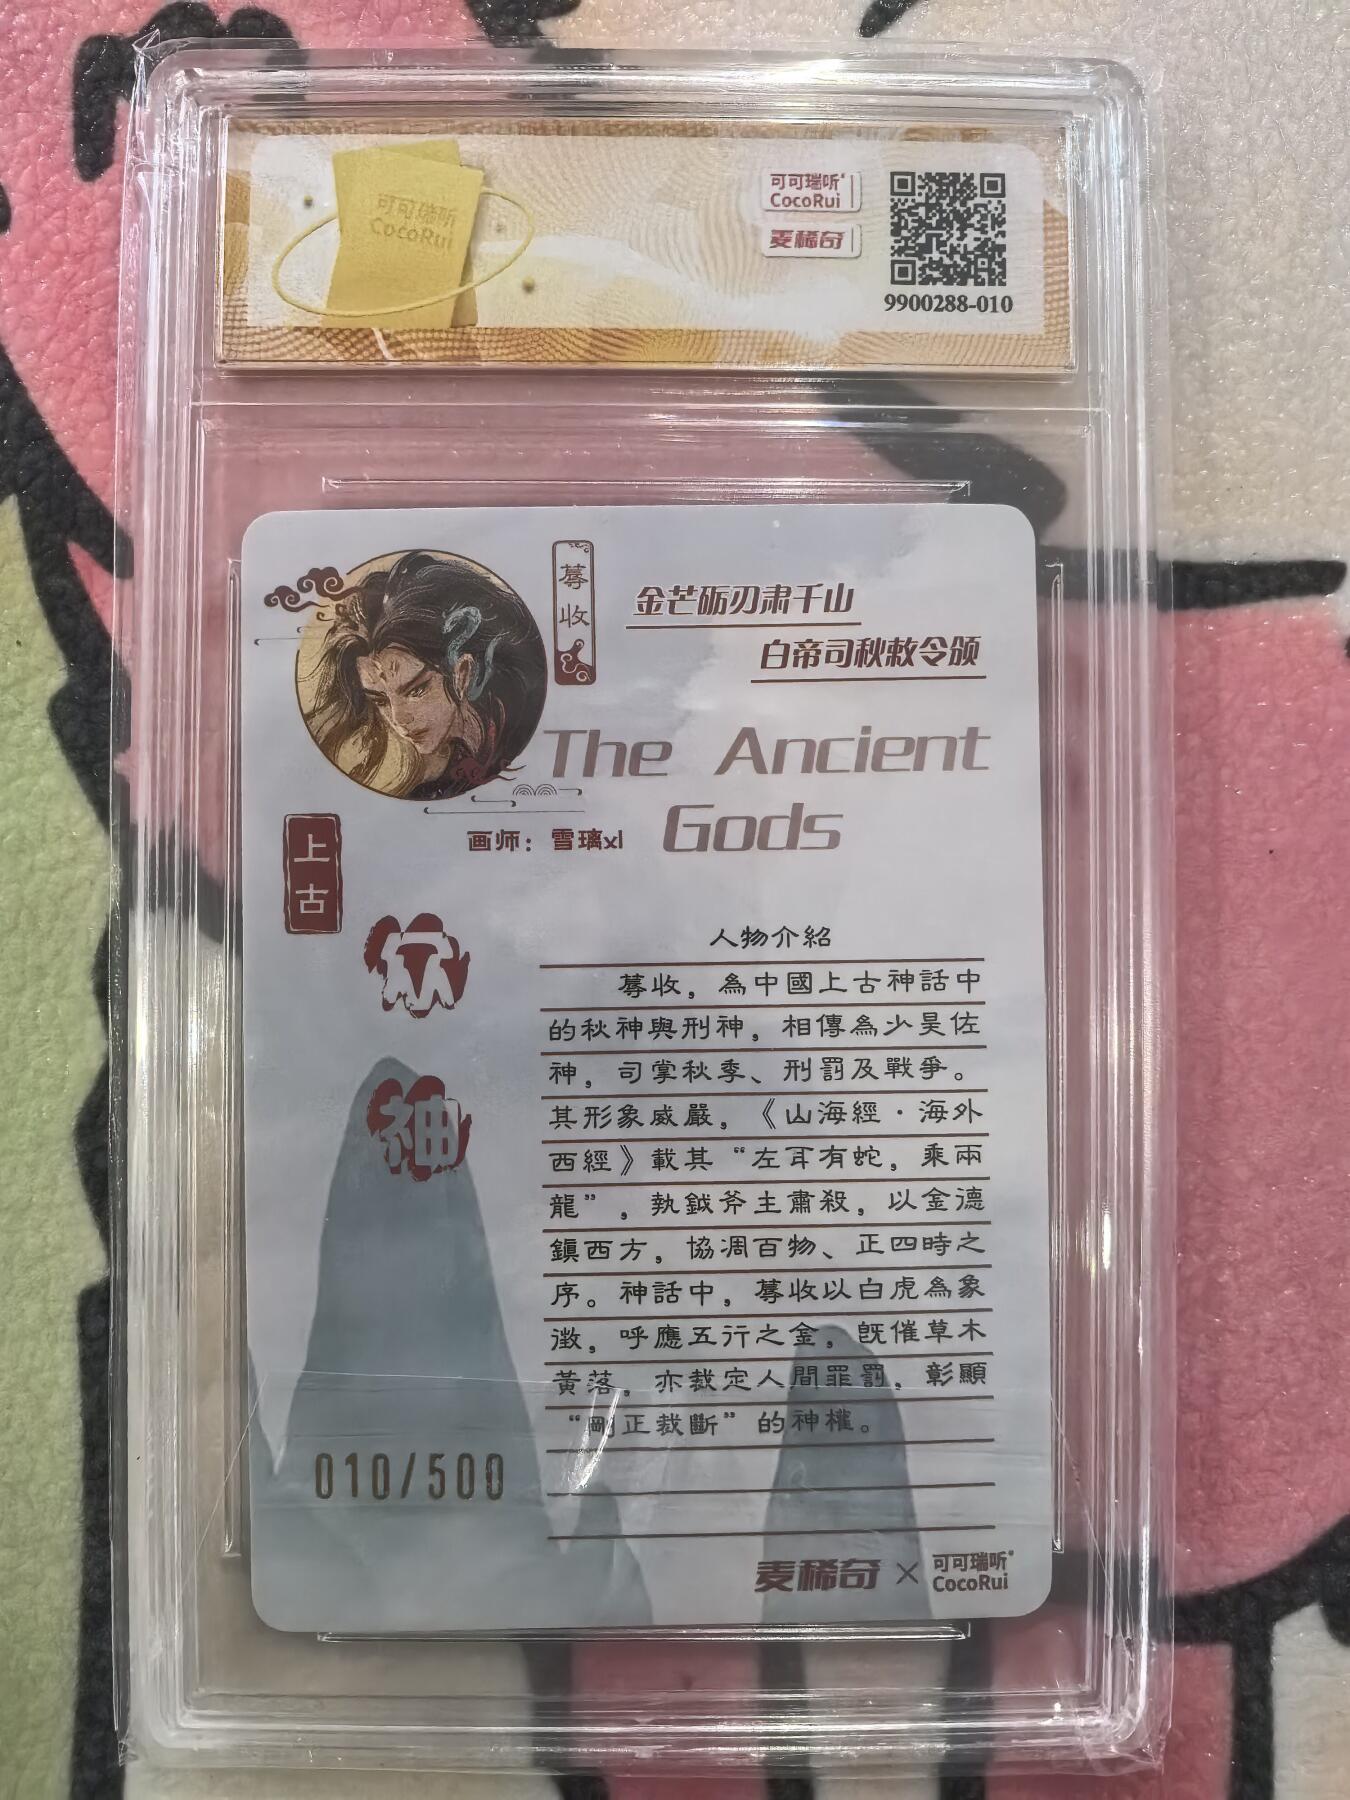 可可瑞听
CocoRui
可可瑞听
CocoRui
麦稀奇
9900288-010
蓐收
金芒砺刃肃千山
白帝司秋敕令颁
The Ancient
Gods
画师：雪璃xl
上古
众
神
人物介紹
蓐收，為中國上古神話中
的秋神與刑神，相傳為少昊佐
神，司掌秋季、刑罰及戰爭。
其形象威嚴，《山海經·海外
西經》載其“左耳有蛇，乘兩
龍”，執鉞斧主肅殺，以金德
鎮西方，協凋百物、正四時之
序。神話中，蓐收以白虎為象
徵，呼應五行之金，既催草木
黃落，亦裁定人間罪罰，彰顯
“剛正裁斷”的神權。
010/500
麦稀奇×可可瑞听
CocoRui